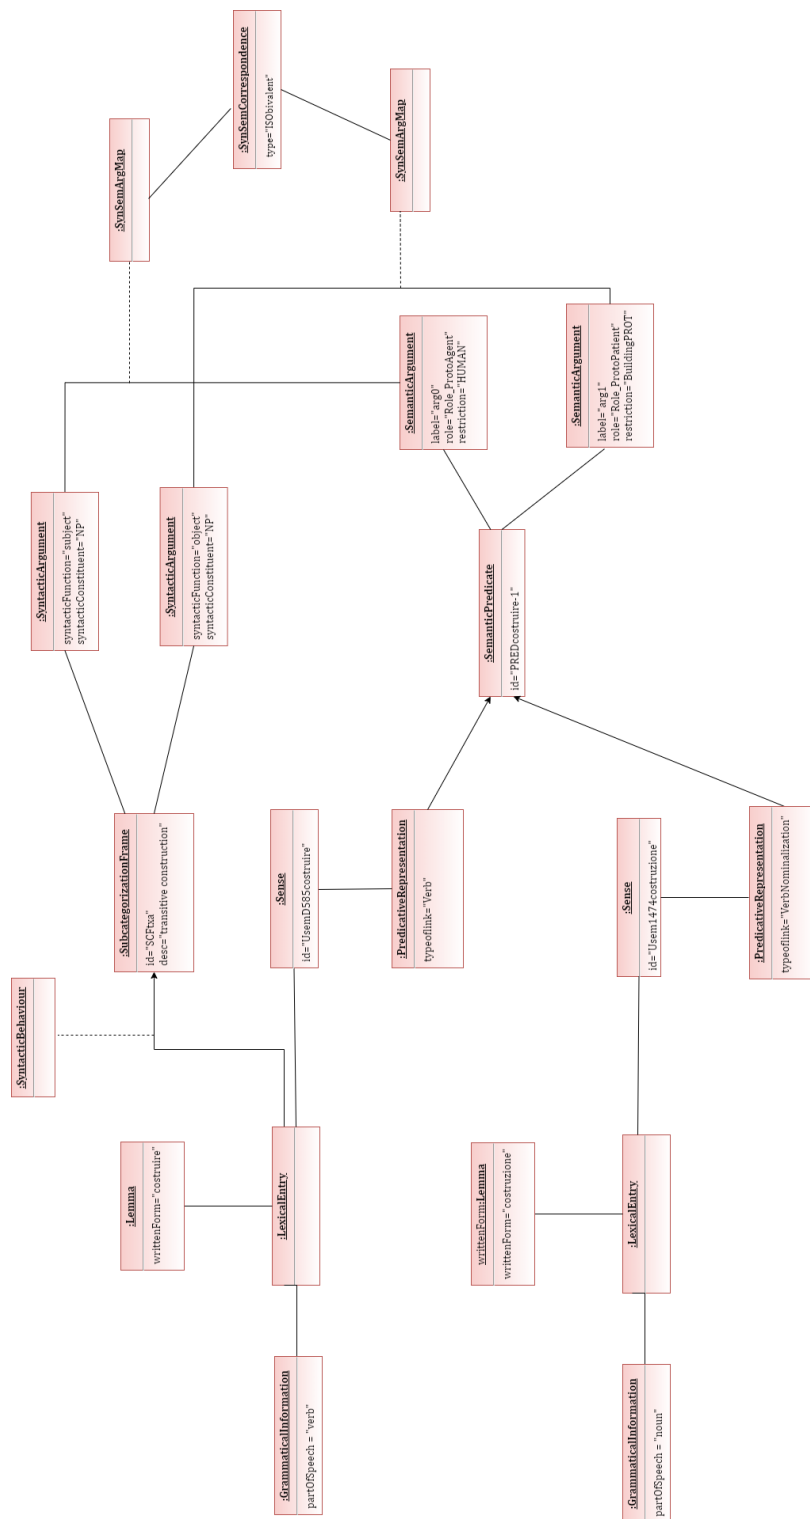 :SynSemCorrespondence
type="ISObivalent"
:SynSemArgMap
:SynSemArgMap
:SemanticArgument
label="arg0"
role="Role_ProtoAgent"
restriction="HUMAN"
:SemanticArgument
label="arg1"
role="Role_ProtoPatient"
restriction="BuildingPROT"
:SyntacticArgument
syntacticFunction="subject"
syntacticConstituent="NP"
:SyntacticArgument
syntacticFunction="object"
syntacticConstituent="NP"
:SemanticPredicate
id="PREDcostruire-1"
:SubcategorizationFrame
id="SCFtxa"
desc="transitive construction"
:Sense
id="UsemD585costruire"
:PredicativeRepresentation
typeoflink="Verb"
:Sense
id="Usem1474costruzione"
:PredicativeRepresentation
typeoflink="VerbNominalization"
:SyntacticBehaviour
:Lemma
writtenForm="costruire"
:LexicalEntry
writtenForm:Lemma
writtenForm="costruzione"
:LexicalEntry
:GrammaticalInformation
partOfSpeech = "verb"
:GrammaticalInformation
partOfSpeech = "noun"